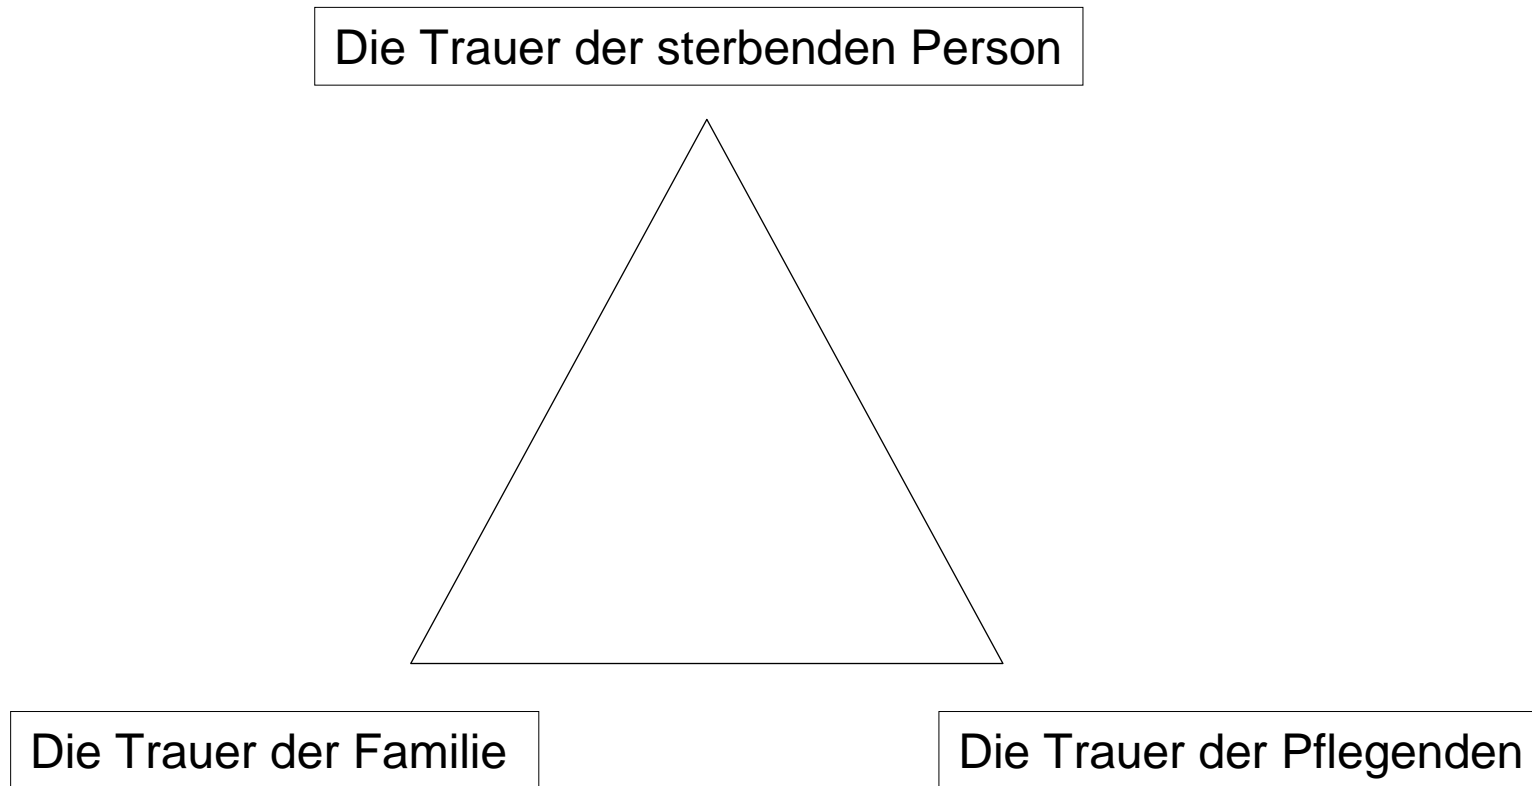 Die Trauer der sterbenden Person
Die Trauer der Familie
Die Trauer der Pflegenden